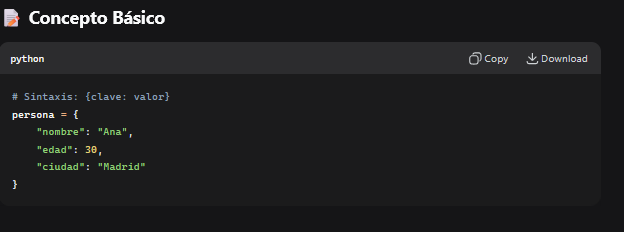 📝 Concepto Básico
python Copy Download
# Sintaxis: {clave: valor}
persona = {
    "nombre": "Ana",
    "edad": 30,
    "ciudad": "Madrid"
}